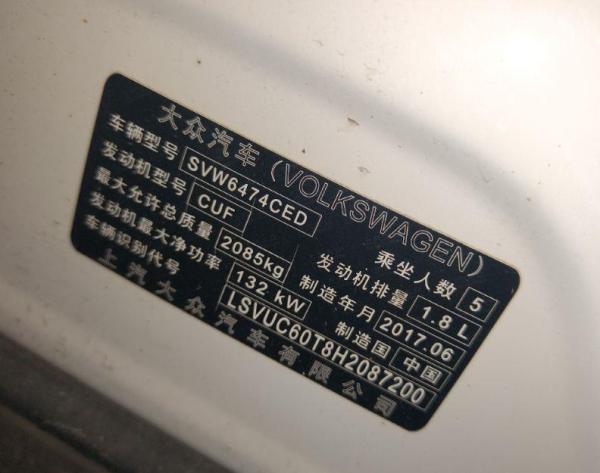 大众汽车(VOLKSWAGEN)
车辆型号 SVW6474CED 乘坐人数 5
发动机型号 CUF 发动机排量 1.8 L
最大允许总质量 2085kg 制造年月 2017.06
发动机最大净功率 132 kW 制造国 中国
车辆识别代号 LSVUC60T8H2087200
上汽大众汽车有限公司